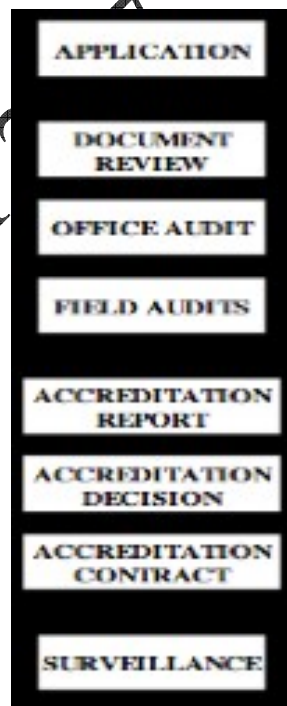 APPLICATION
DOCUMENT
REVIEW
OFFICE AUDIT
FIELD AUDITS
ACCREDITATION
REPORT
ACCREDITATION
DECISION
ACCREDITATION
CONTRACT
SURVEILLANCE